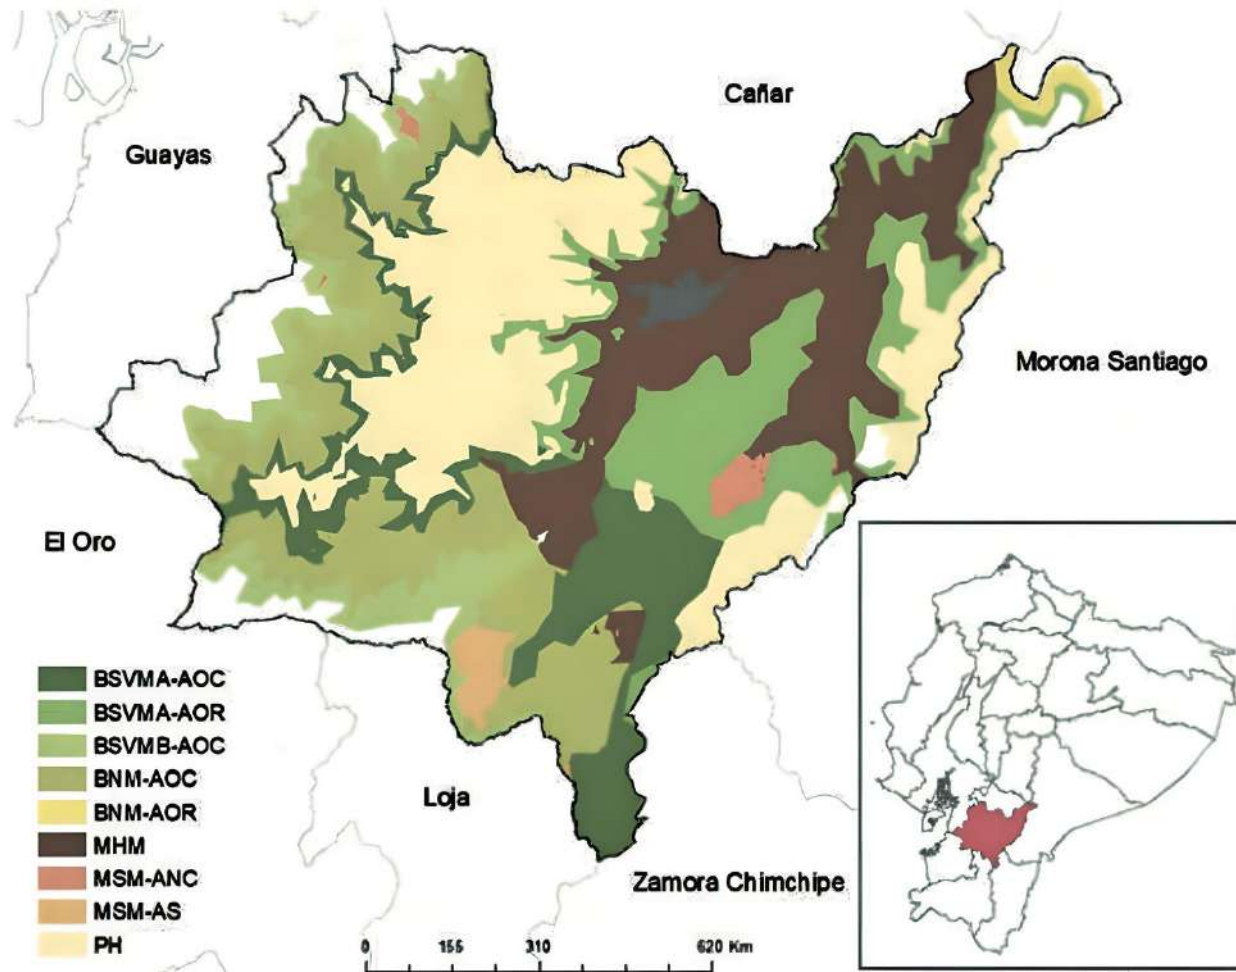 Cañar
Guayas
Morona Santiago
El Oro
BSVMA-AOC
BSVMA-AOR
BSVMB-AOC
BNM-AOC
BNM-AOR
MHM
MSM-ANC
MSM-AS
PH
Loja
Zamora Chimchipe
0 155 310 620 Km